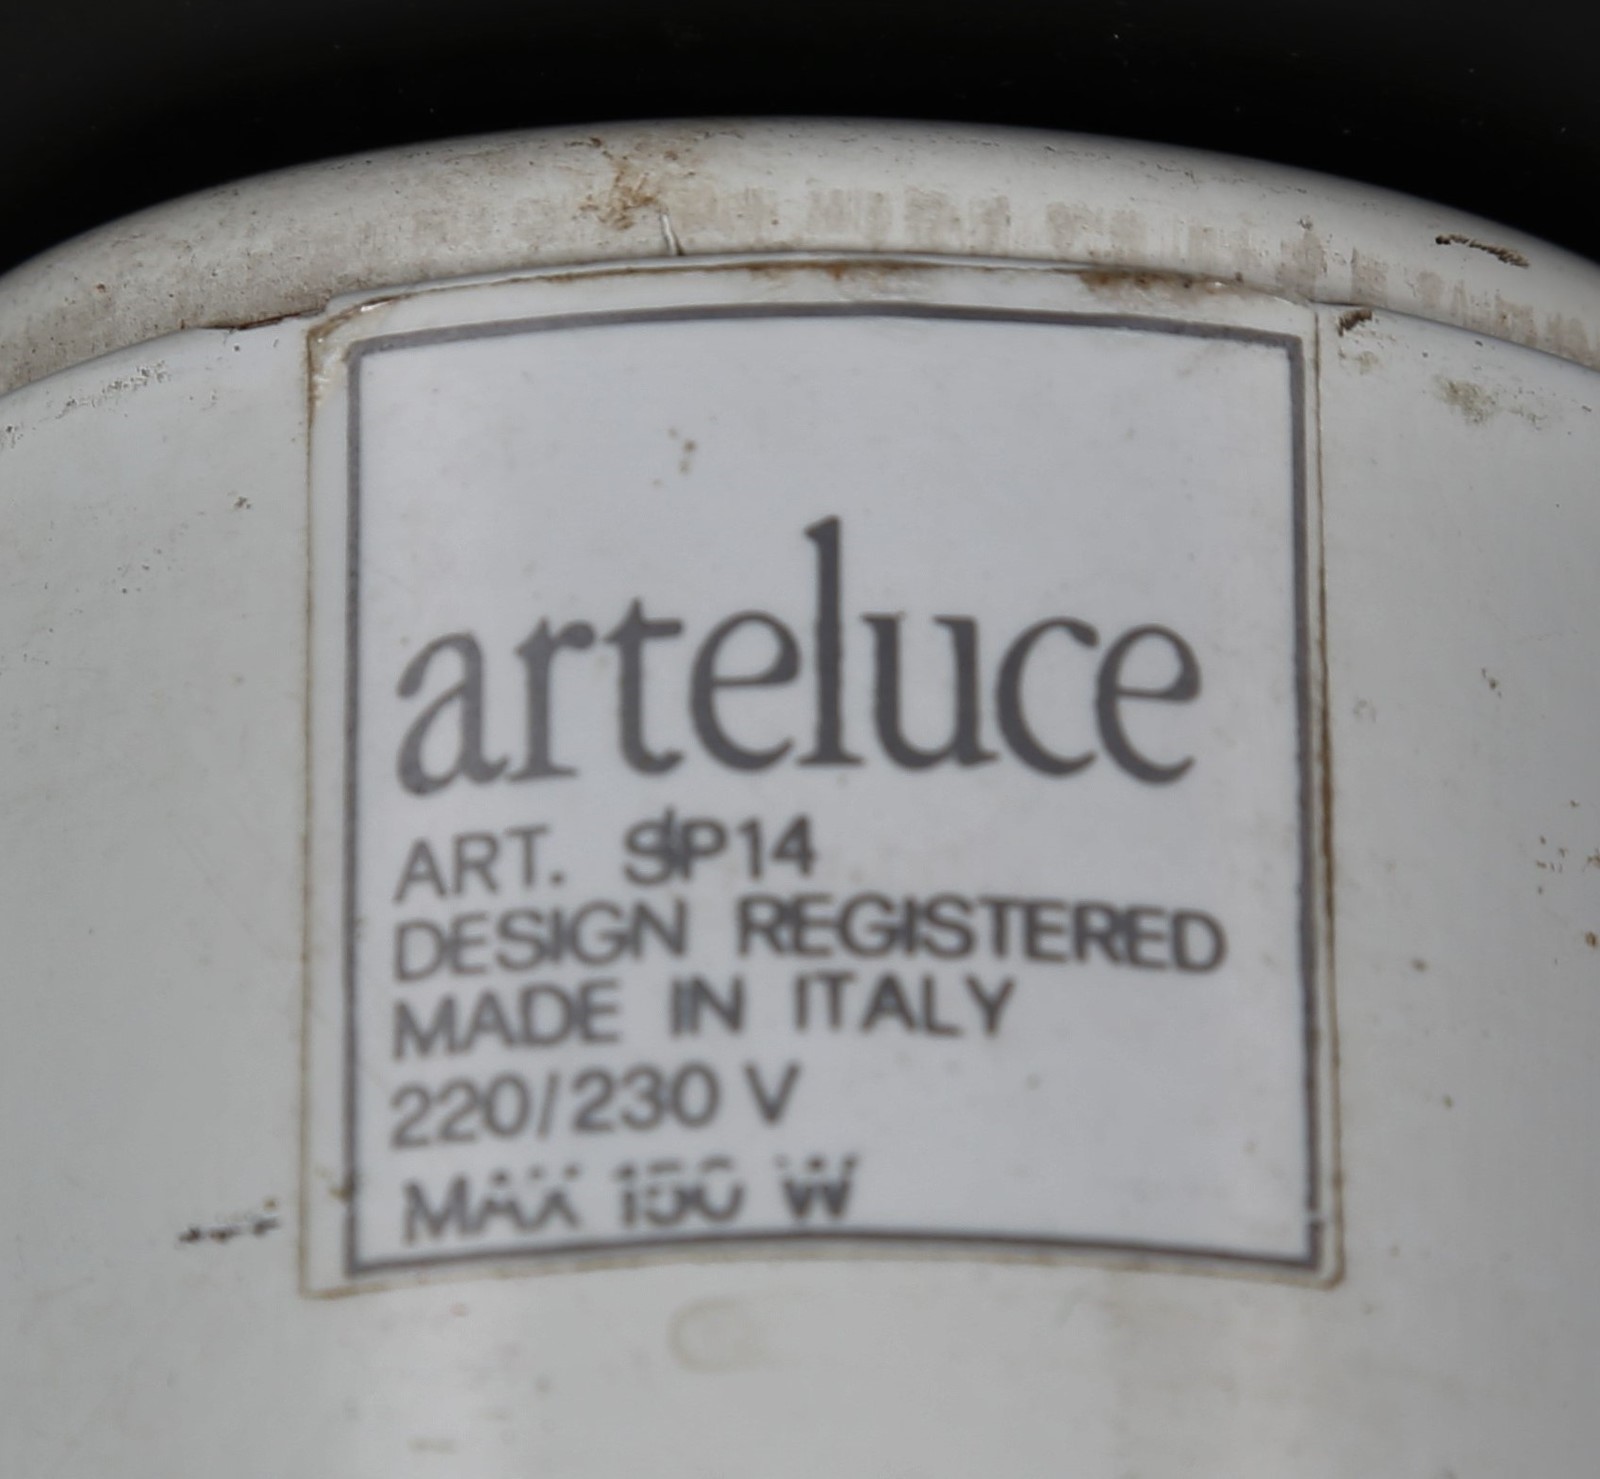 arteluce
ART. SP14
DESIGN REGISTERED
MADE IN ITALY
220/230 V
MAX 150 W